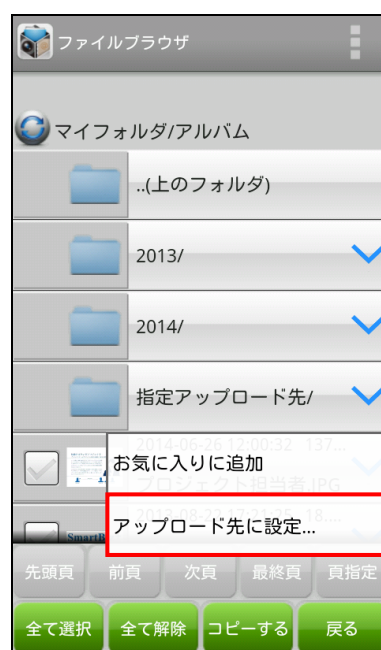 ファイルブラウザ
マイフォルダ/アルバム
..(上のフォルダ)
2013/
2014/
指定アップロード先/
2014-06-26 12:00:32 137...
プロジェクト担当者.JPG
お気に入りに追加
アップロード先に設定...
SmartB
先頭頁 前頁 次頁 最終頁 頁指定
全て選択 全て解除 コピーする 戻る